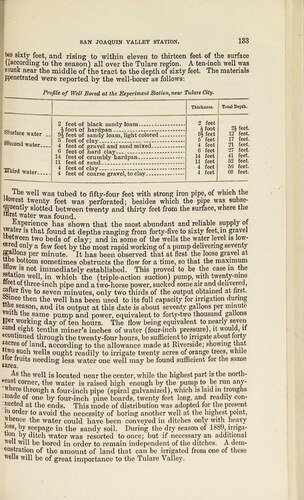 SAN JOAQUIN VALLEY STATION. 133
two sixty feet, and rising to within eleven to thirteen feet of the surface
(according to the season) all over the Tulare region. A ten-inch well was
sunk near the middle of the tract to the depth of sixty feet. The materials
penetrated were reported by the well-borer as follows:
Profile of Well Bored at the Experiment Station, near Tulare City.
Thickness. Total Depth.
2 feet of black sandy loam 2 feet
½ foot of hardpan ½ foot 2½ feet.
Surface water 9½ feet of sandy loam, light colored 9½ feet 12 feet.
5 feet of clay 5 feet 17 feet.
Second water 4 feet of gravel and sand mixed 4 feet 21 feet.
6 feet of hard clay 6 feet 27 feet.
14 feet of crumbly hardpan 14 feet 41 feet.
11 feet of sand 11 feet 52 feet.
4 feet of clay 4 feet 56 feet.
Third water 4 feet of coarse gravel, to clay 4 feet 60 feet.
The well was tubed to fifty-four feet with strong iron pipe, of which the
lowest twenty feet was perforated; besides which the pipe was subse-
quently slotted between twenty and thirty feet from the surface, where the
first water was found.
Experience has shown that the most abundant and reliable supply of
water is that found at depths ranging from forty-five to sixty feet, in gravel
between two beds of clay; and in some of the wells the water level is low-
ered only a few feet by the most rapid working of a pump delivering seventy
gallons per minute. It has been observed that at first the loose gravel at
the bottom sometimes obstructs the flow for a time, so that the maximum
flow is not immediately established. This proved to be the case in the
station well, in which the (triple-action suction) pump, with twenty-nine
feet of three-inch pipe and a two-horse power, sucked some air and delivered,
after five to seven minutes, only two thirds of the output obtained at first.
Since then the well has been used to its full capacity for irrigation during
the season, and its output at this date is about seventy gallons per minute
with the same pump and power, equivalent to forty-two thousand gallons
per working day of ten hours. The flow being equivalent to nearly seven
and eight tenths miner's inches of water (four-inch pressure), it would, if
continued through the twenty-four hours, be sufficient to irrigate about forty
acres of land, according to the allowance made at Riverside; showing that
two such wells ought readily to irrigate twenty acres of orange trees, while
for fruits needing less water one well may be found sufficient for the same
area.
As the well is located near the center, while the highest part is the north-
east corner, the water is raised high enough by the pump to be run any-
where through a four-inch pipe (spiral galvanized), which is laid in troughs
made of one by four-inch pine boards, twenty feet long, and readily con-
nected at the ends. This mode of distribution was adopted for the present
in order to avoid the necessity of boring another well at the highest point,
whence the water could have been conveyed in ditches only with heavy
loss, by seepage in the sandy soil. During the dry season of 1889, irriga-
tion by ditch water was resorted to once; but if necessary an additional
well will be bored in order to remain independent of the ditches. A dem-
onstration of the amount of land that can be irrigated from one of these
wells will be of great importance to the Tulare Valley.